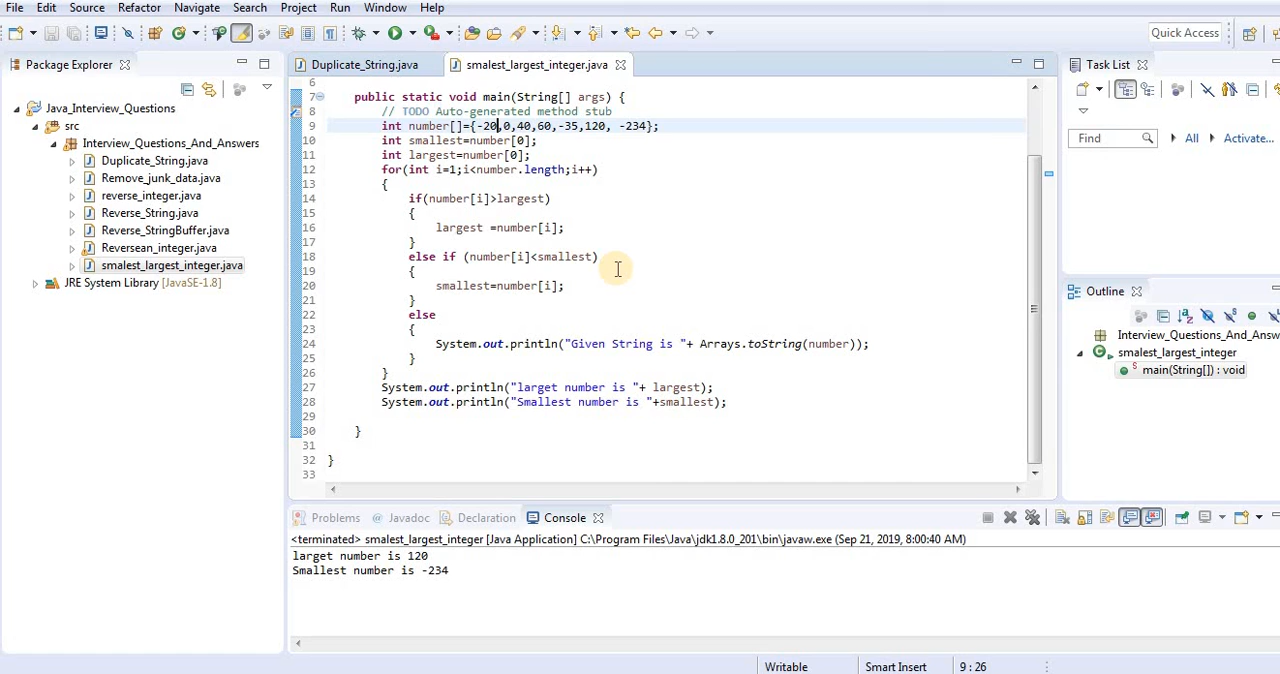 File Edit Source Refactor Navigate Search Project Run Window Help
Quick Access
Package Explorer
Duplicate_String.java
smalest_largest_integer.java
Task List
Java_Interview_Questions
src
Interview_Questions_And_Answers
Duplicate_String.java
Remove_junk_data.java
reverse_integer.java
Reverse_String.java
Reverse_StringBuffer.java
Reversean_integer.java
smalest_largest_integer.java
JRE System Library [JavaSE-1.8]
6
7 public static void main(String[] args) {
8 // TODO Auto-generated method stub
9 int number[]={-20,0,40,60,-35,120, -234};
10 int smallest=number[0];
11 int largest=number[0];
12 for(int i=1;i<number.length;i++)
13 {
14 if(number[i]>largest)
15 {
16 largest =number[i];
17 }
18 else if (number[i]<smallest)
19 {
20 smallest=number[i];
21 }
22 else
23 {
24 System.out.println("Given String is "+ Arrays.toString(number));
25 }
26 }
27 System.out.println("larget number is "+ largest);
28 System.out.println("Smallest number is "+smallest);
29
30 }
31
32 }
33
Find All Activate...
Outline
Interview_Questions_And_An
smalest_largest_integer
main(String[]) : void
Problems Javadoc Declaration Console
<terminated> smalest_largest_integer [Java Application] C:\Program Files\Java\jdk1.8.0_201\bin\javaw.exe (Sep 21, 2019, 8:00:40 AM)
larget number is 120
Smallest number is -234
Writable Smart Insert 9 : 26